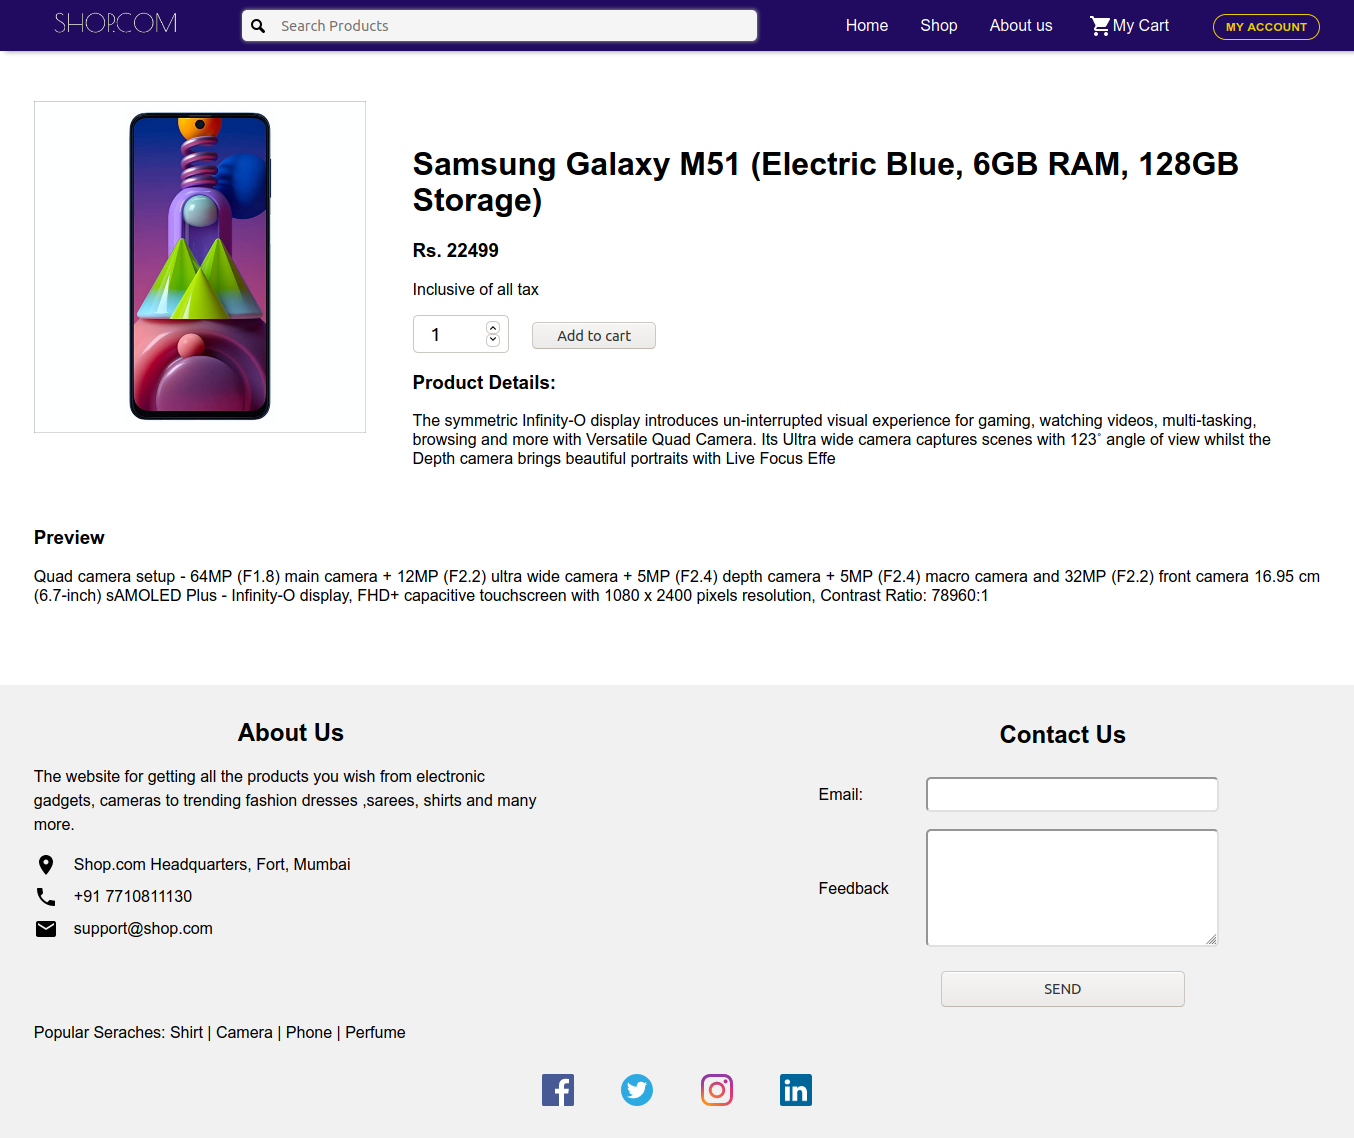 SHOP.COM
Search Products
Home
Shop
About us
My Cart
MY ACCOUNT
Samsung Galaxy M51 (Electric Blue, 6GB RAM, 128GB
Storage)
Rs. 22499
Inclusive of all tax
1
Add to cart
Product Details:
The symmetric Infinity-O display introduces un-interrupted visual experience for gaming, watching videos, multi-tasking,
browsing and more with Versatile Quad Camera. Its Ultra wide camera captures scenes with 123° angle of view whilst the
Depth camera brings beautiful portraits with Live Focus Effe
Preview
Quad camera setup - 64MP (F1.8) main camera + 12MP (F2.2) ultra wide camera + 5MP (F2.4) depth camera + 5MP (F2.4) macro camera and 32MP (F2.2) front camera 16.95 cm
(6.7-inch) sAMOLED Plus - Infinity-O display, FHD+ capacitive touchscreen with 1080 x 2400 pixels resolution, Contrast Ratio: 78960:1
About Us
The website for getting all the products you wish from electronic
gadgets, cameras to trending fashion dresses ,sarees, shirts and many
more.
Shop.com Headquarters, Fort, Mumbai
+91 7710811130
support@shop.com
Contact Us
Email:
Feedback
SEND
Popular Seraches: Shirt | Camera | Phone | Perfume